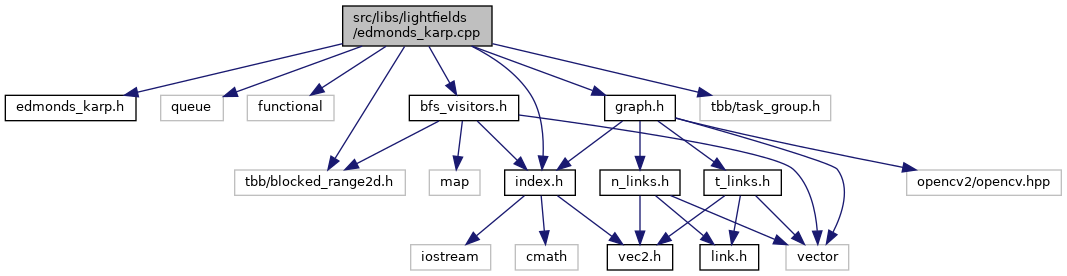 src/libs/lightfields
/edmonds_karp.cpp
edmonds_karp.h
queue
functional
bfs_visitors.h
graph.h
tbb/task_group.h
tbb/blocked_range2d.h
map
index.h
n_links.h
t_links.h
opencv2/opencv.hpp
iostream
cmath
vec2.h
link.h
vector